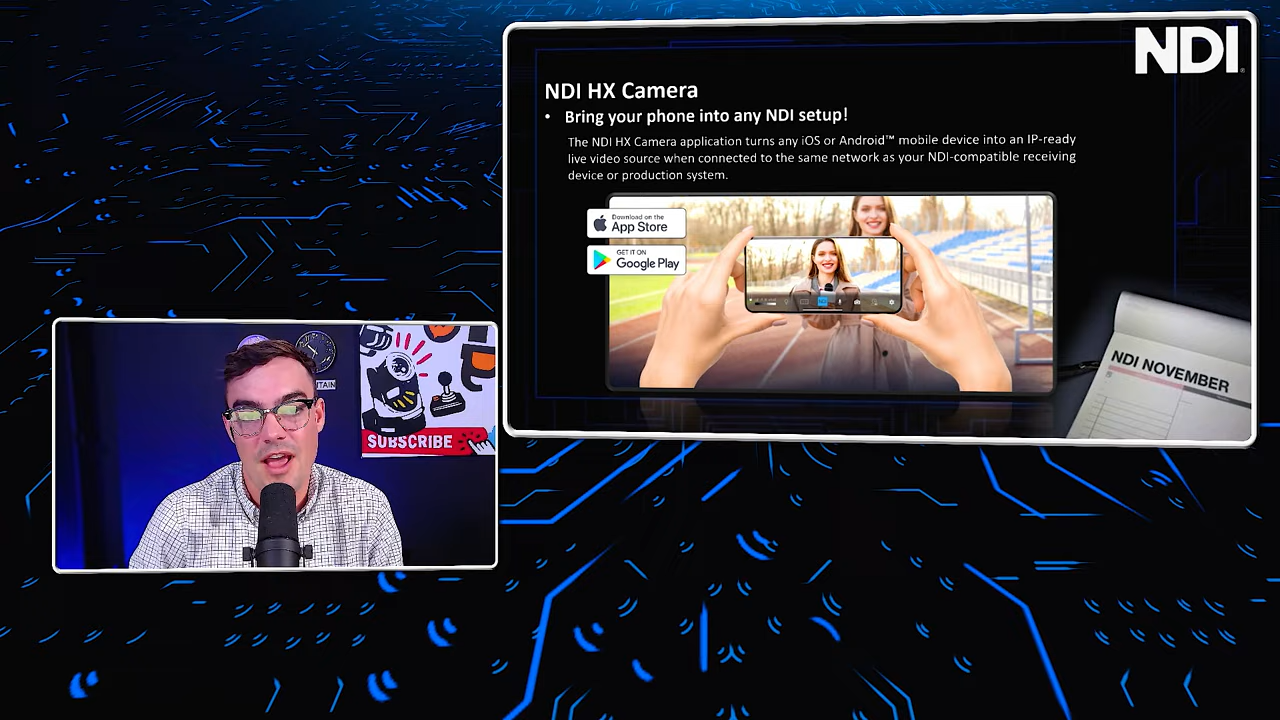 NDI
NDI HX Camera
• Bring your phone into any NDI setup!
The NDI HX Camera application turns any iOS or Android™ mobile device into an IP-ready
live video source when connected to the same network as your NDI-compatible receiving
device or production system.
Download on the
App Store
GET IT ON
Google Play
NDI NOVEMBER
TAIN
SUBSCRIBE